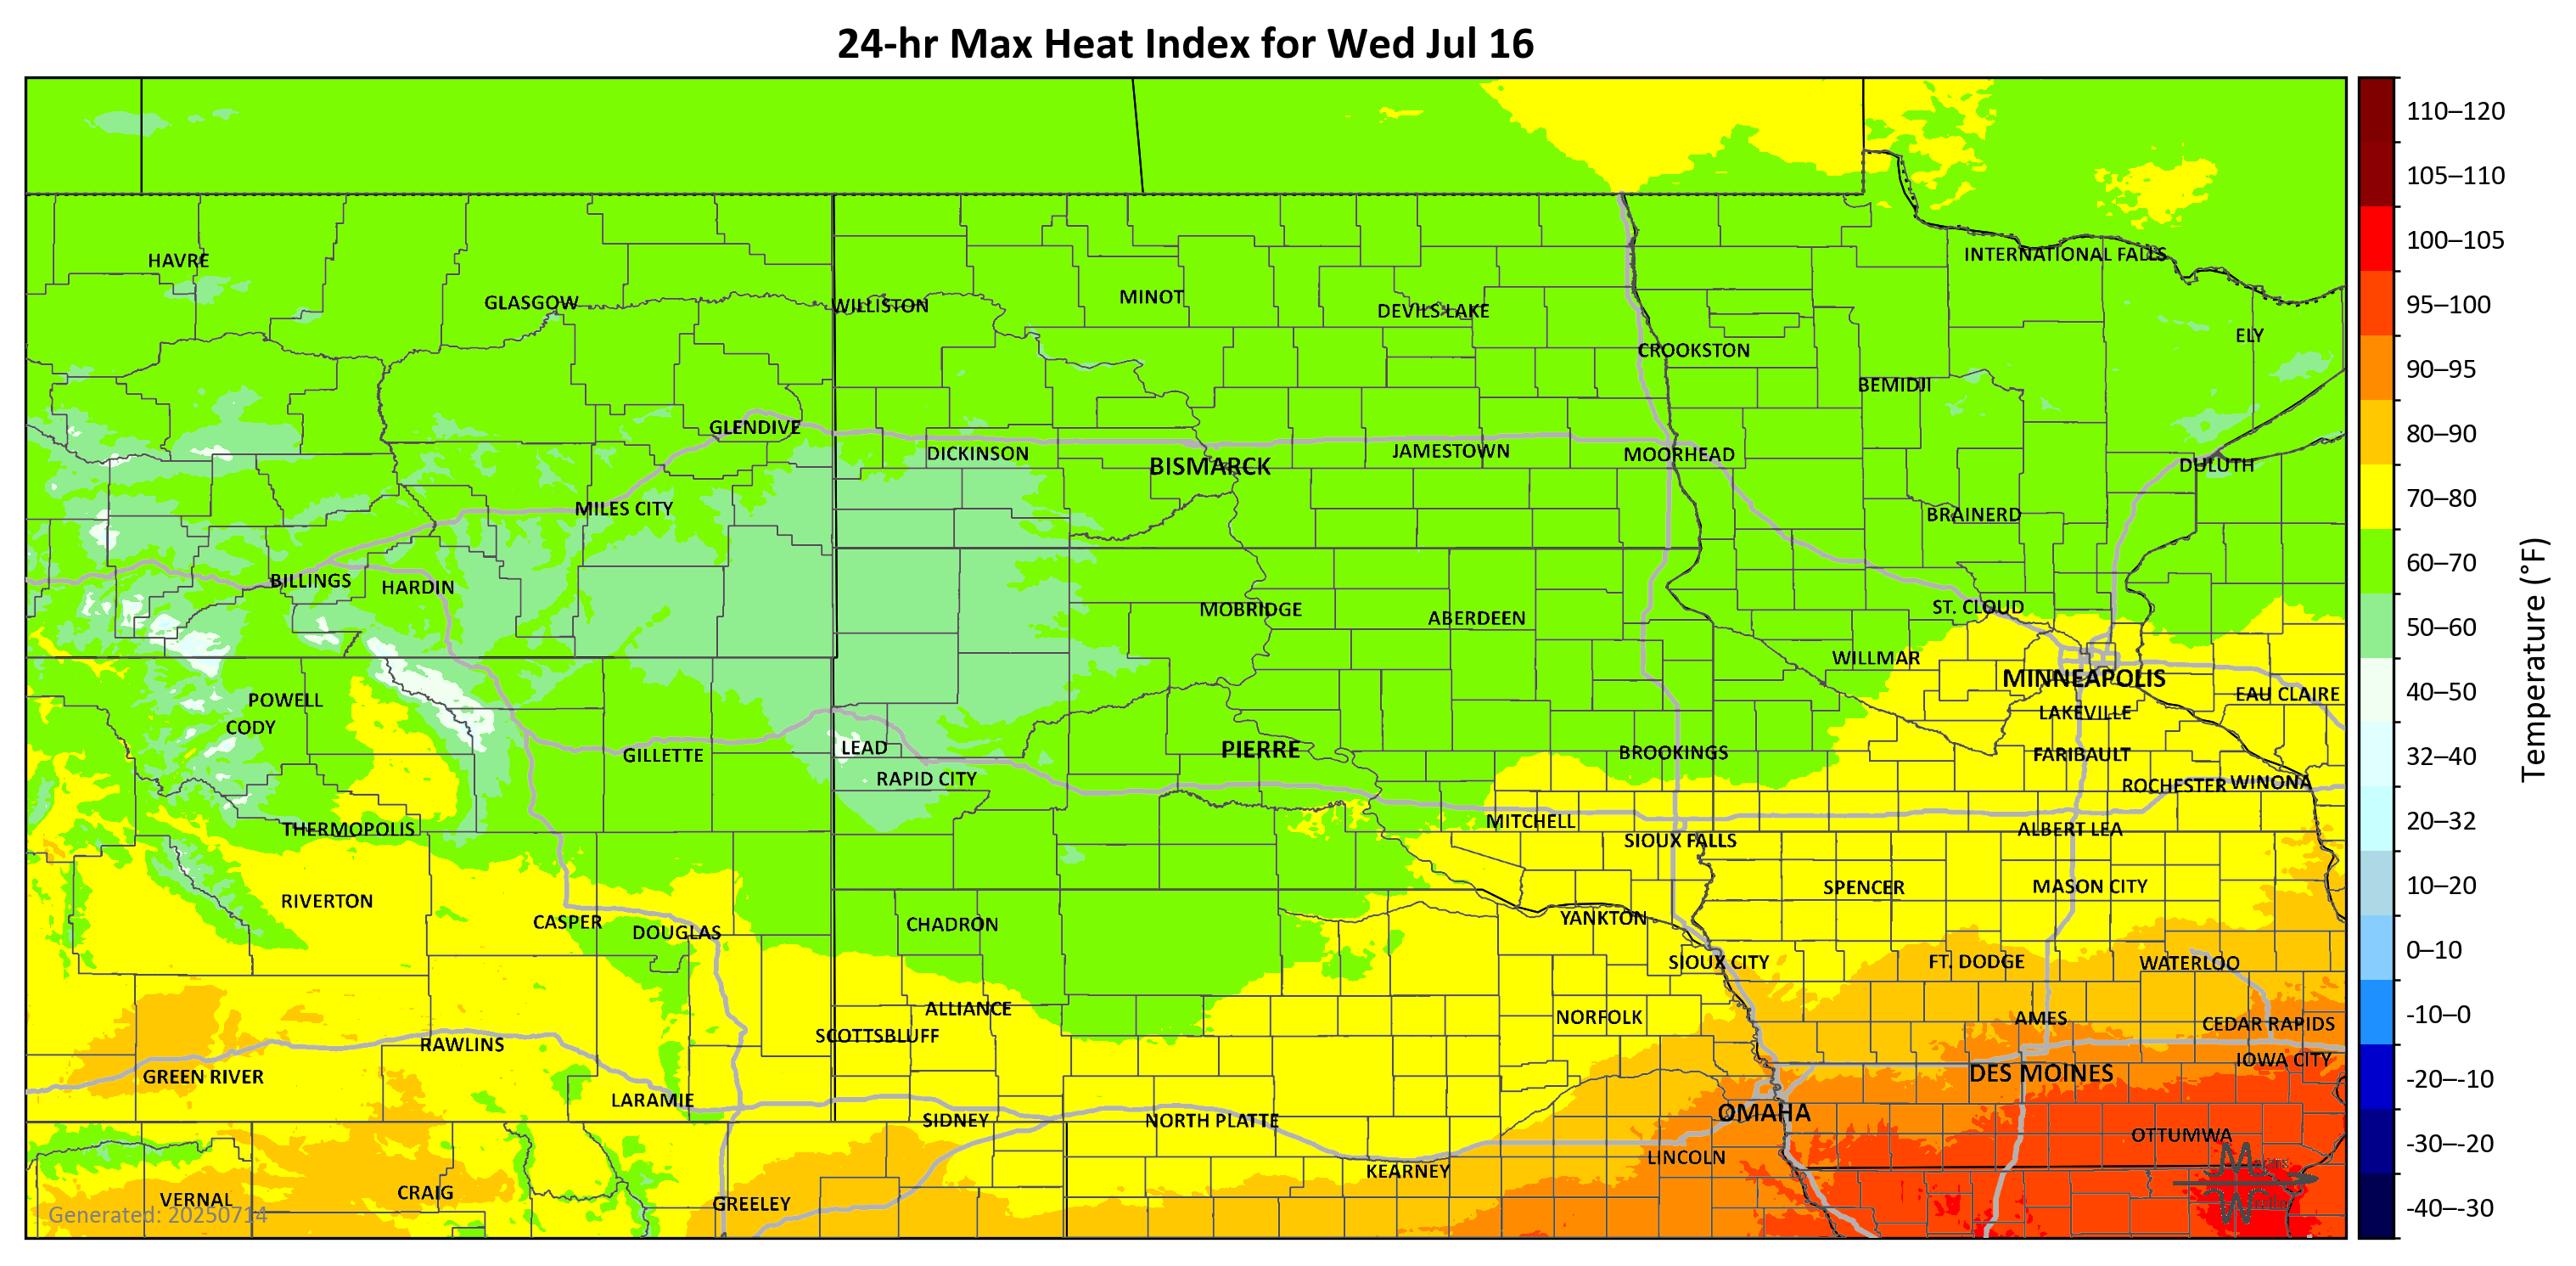 24-hr Max Heat Index for Wed Jul 16
110–120
105–110
100–105
95–100
90–95
80–90
70–80
60–70
50–60
40–50
32–40
20–32
10–20
0–10
-10–0
-20–-10
-30–-20
-40–-30
Temperature (°F)
INTERNATIONAL FALLS
HAVRE
GLASGOW
WILLISTON
MINOT
DEVILS LAKE
ELY
CROOKSTON
BEMIDJI
GLENDIVE
DICKINSON
BISMARCK
JAMESTOWN
MOORHEAD
DULUTH
MILES CITY
BRAINERD
BILLINGS
HARDIN
MOBRIDGE
ABERDEEN
ST. CLOUD
WILLMAR
MINNEAPOLIS
EAU CLAIRE
POWELL
CODY
LAKEVILLE
GILLETTE
LEAD
PIERRE
BROOKINGS
FARIBAULT
RAPID CITY
ROCHESTER
WINONA
THERMOPOLIS
MITCHELL
SIOUX FALLS
ALBERT LEA
RIVERTON
SPENCER
MASON CITY
CASPER
DOUGLAS
CHADRON
YANKTON
SIOUX CITY
FT. DODGE
WATERLOO
ALLIANCE
NORFOLK
AMES
CEDAR RAPIDS
SCOTTSBLUFF
RAWLINS
IOWA CITY
GREEN RIVER
DES MOINES
LARAMIE
SIDNEY
NORTH PLATTE
OMAHA
OTTUMWA
KEARNEY
LINCOLN
VERNAL
CRAIG
GREELEY
Generated: 20250714